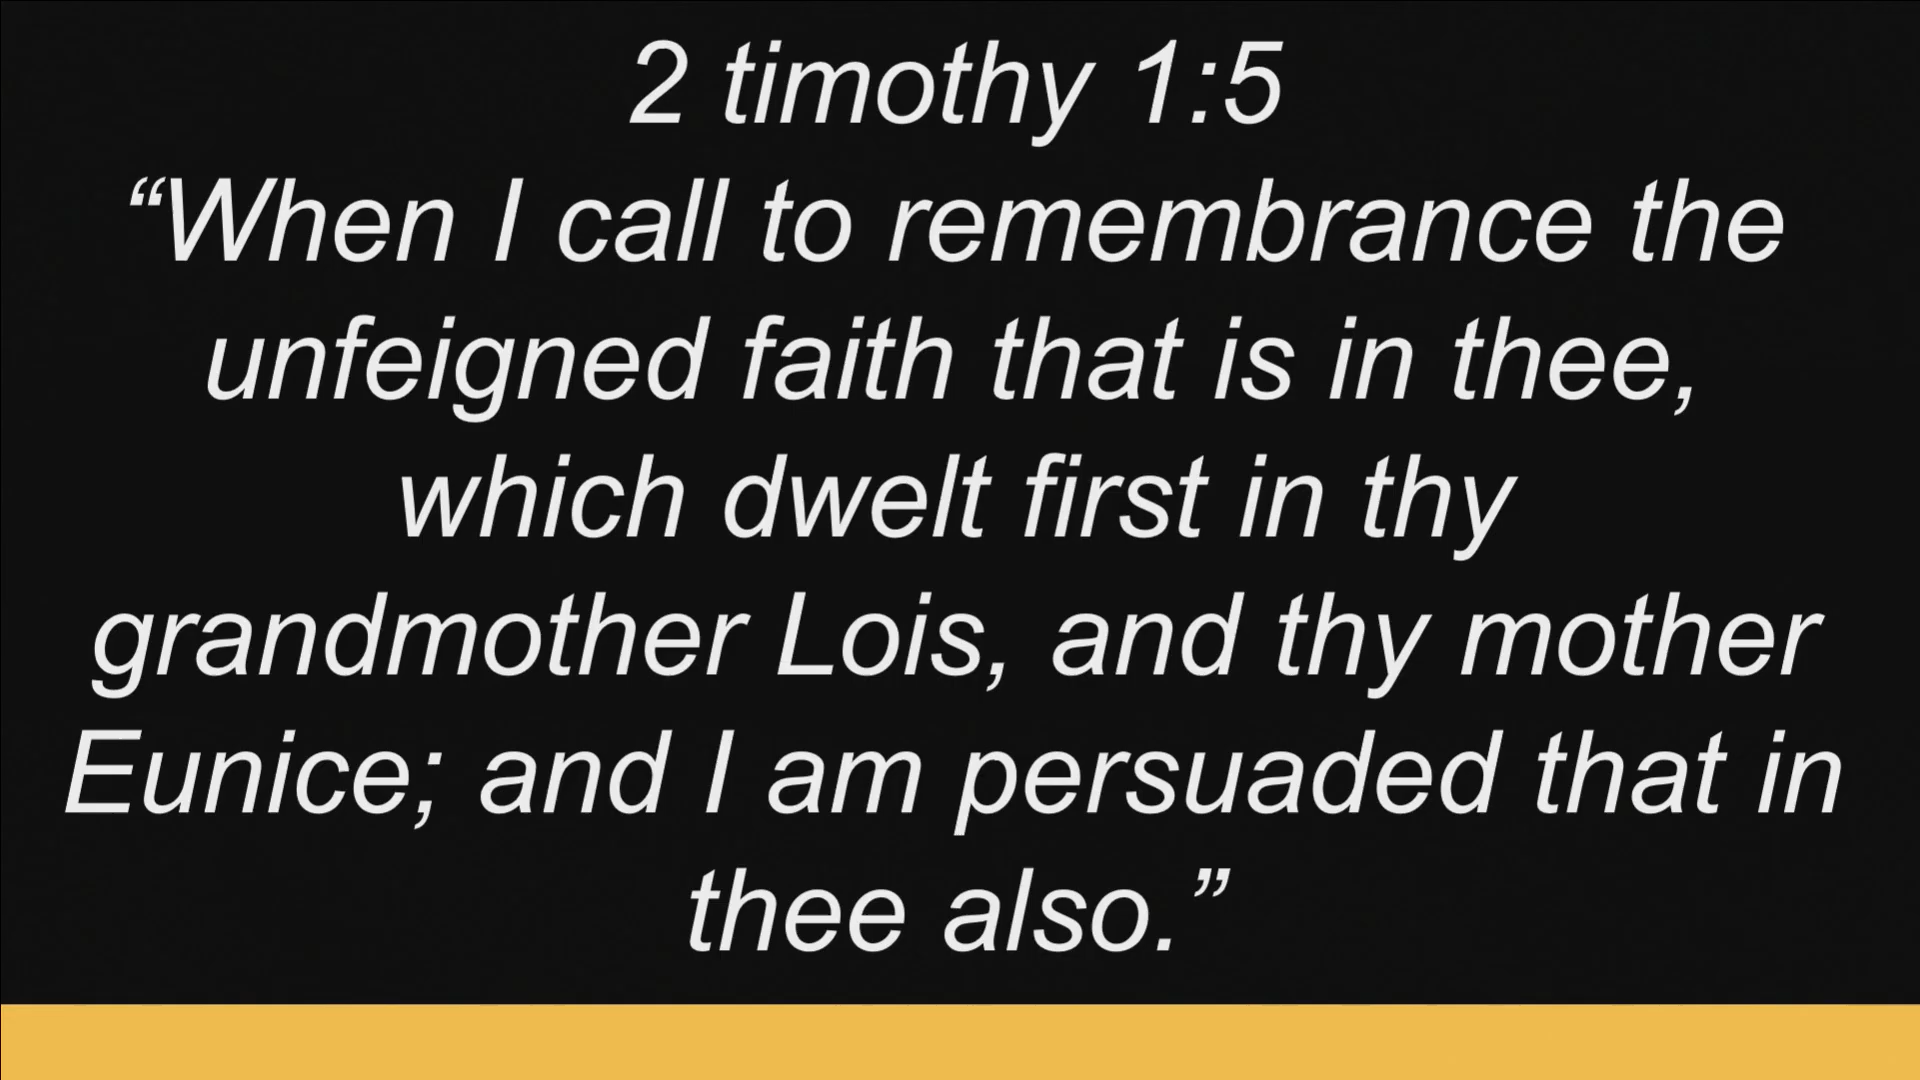 2 timothy 1:5
“When I call to remembrance the
unfeigned faith that is in thee,
which dwelt first in thy
grandmother Lois, and thy mother
Eunice; and I am persuaded that in
thee also.”